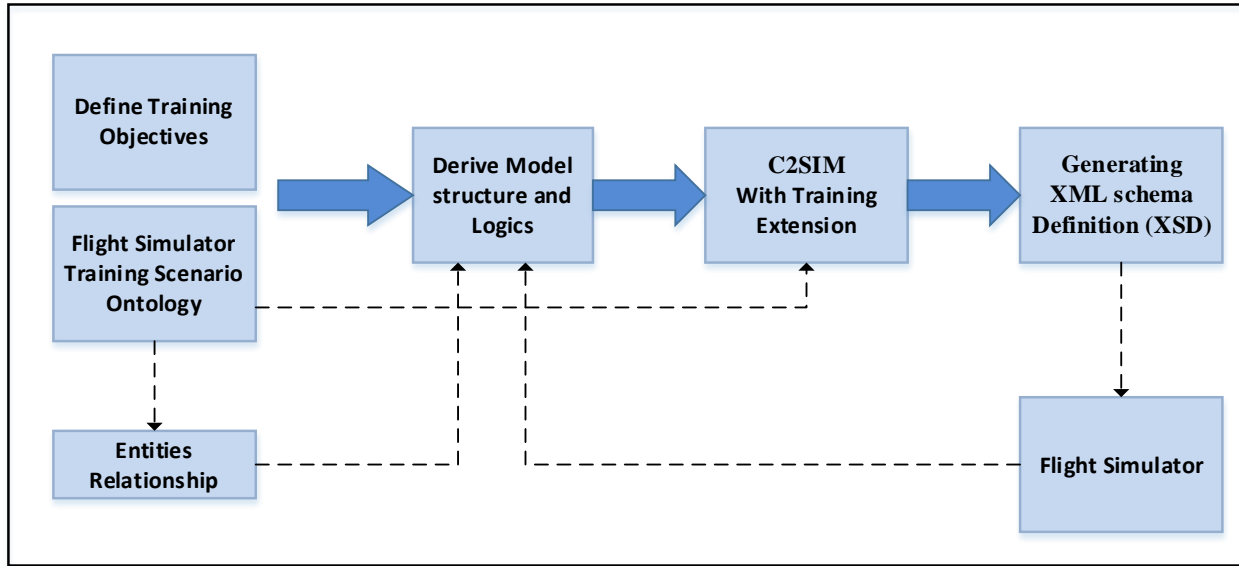 Define Training
Objectives
Flight Simulator
Training Scenario
Ontology
Entities
Relationship
Derive Model
structure and
Logics
C2SIM
With Training
Extension
Generating
XML schema
Definition (XSD)
Flight Simulator